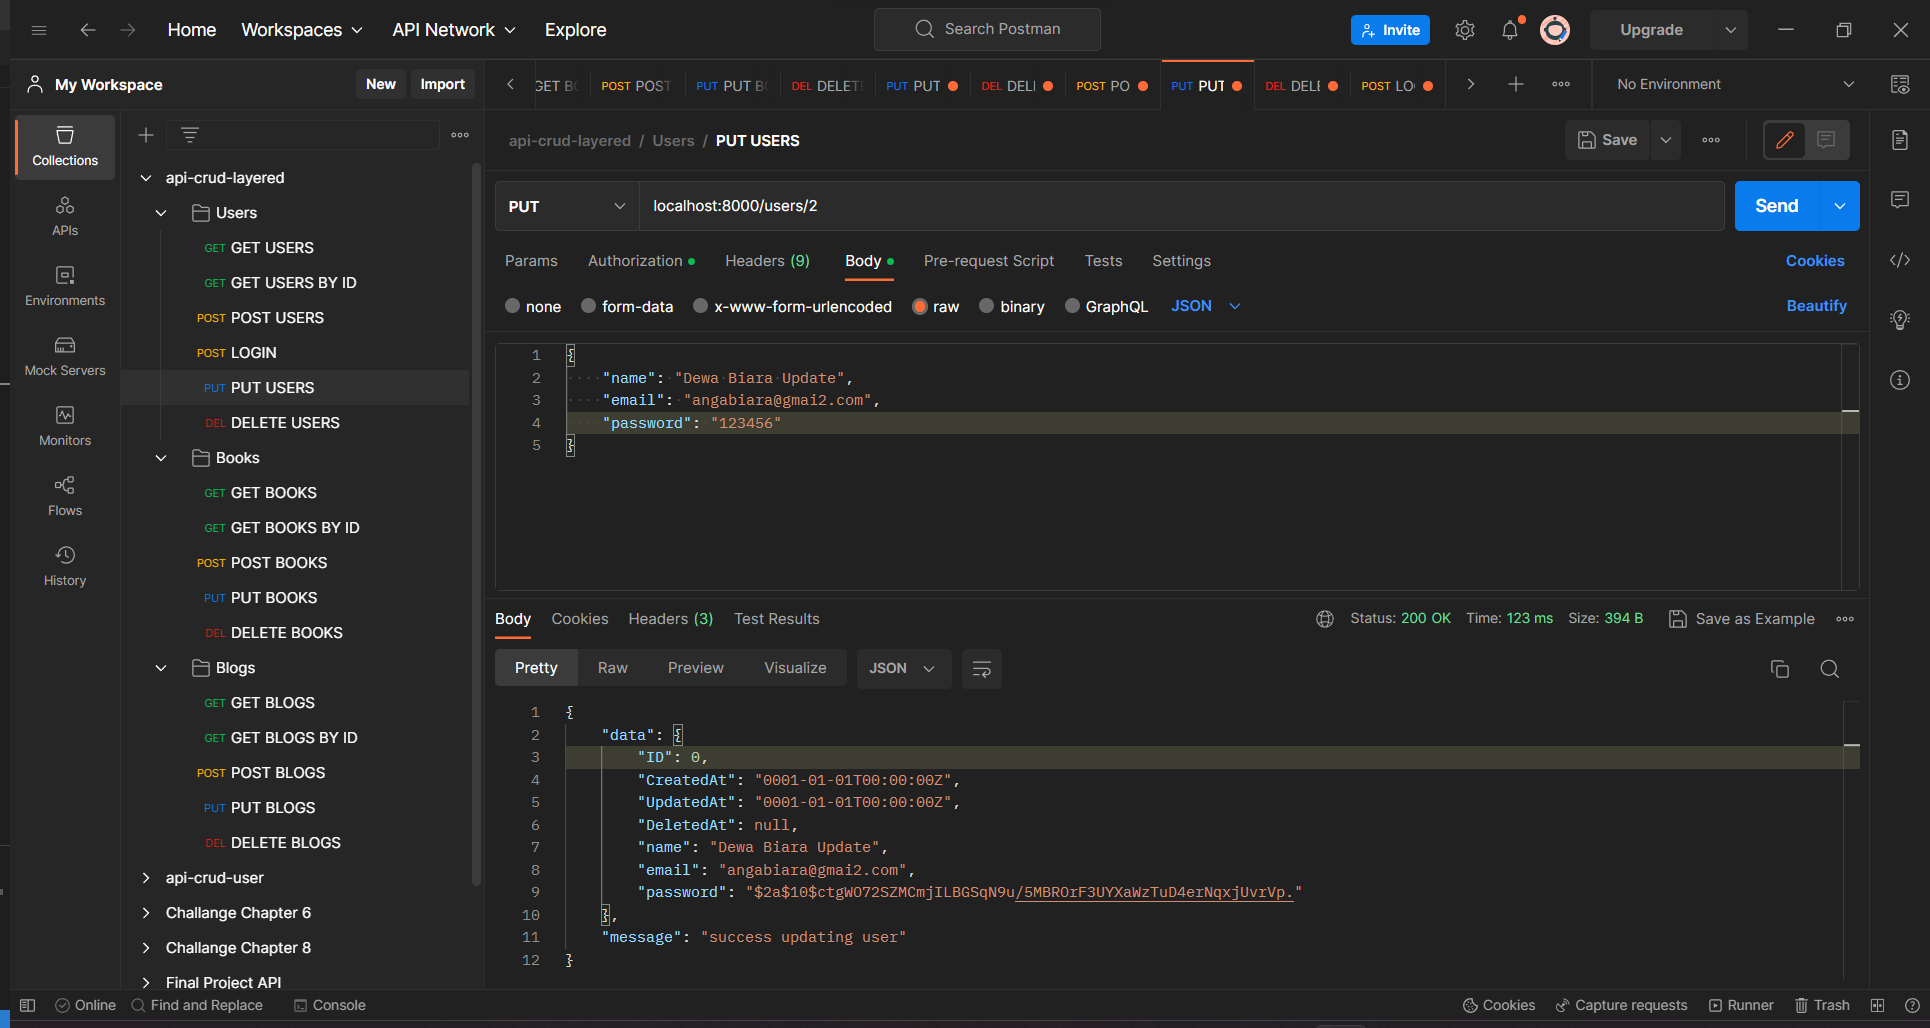 Home Workspaces API Network Explore Search Postman Invite Upgrade
My Workspace New Import GET BO POST POST PUT PUT B DEL DELET PUT PUT DEL DEL POST PO PUT PUT DEL DELE POST LO No Environment
Collections
APIs
Environments
Mock Servers
Monitors
Flows
History
api-crud-layered
Users
GET GET USERS
GET GET USERS BY ID
POST POST USERS
POST LOGIN
PUT PUT USERS
DEL DELETE USERS
Books
GET GET BOOKS
GET GET BOOKS BY ID
POST POST BOOKS
PUT PUT BOOKS
DEL DELETE BOOKS
Blogs
GET GET BLOGS
GET GET BLOGS BY ID
POST POST BLOGS
PUT PUT BLOGS
DEL DELETE BLOGS
api-crud-user
Challange Chapter 6
Challange Chapter 8
Final Project API
api-crud-layered / Users / PUT USERS Save
PUT localhost:8000/users/2 Send
Params Authorization Headers (9) Body Pre-request Script Tests Settings Cookies
none form-data x-www-form-urlencoded raw binary GraphQL JSON Beautify
1 {
2 "name": "Dewa Biara Update",
3 "email": "angabiara@gmai2.com",
4 "password": "123456"
5 }
Body Cookies Headers (3) Test Results Status: 200 OK Time: 123 ms Size: 394 B Save as Example
Pretty Raw Preview Visualize JSON
1 {
2 "data": {
3 "ID": 0,
4 "CreatedAt": "0001-01-01T00:00:00Z",
5 "UpdatedAt": "0001-01-01T00:00:00Z",
6 "DeletedAt": null,
7 "name": "Dewa Biara Update",
8 "email": "angabiara@gmai2.com",
9 "password": "$2a$10$ctgWO72SZMCmjILBGSqN9u/5MBROrF3UYXaWzTuD4erNqxjUvrVp."
10 },
11 "message": "success updating user"
12 }
Online Find and Replace Console Cookies Capture requests Runner Trash